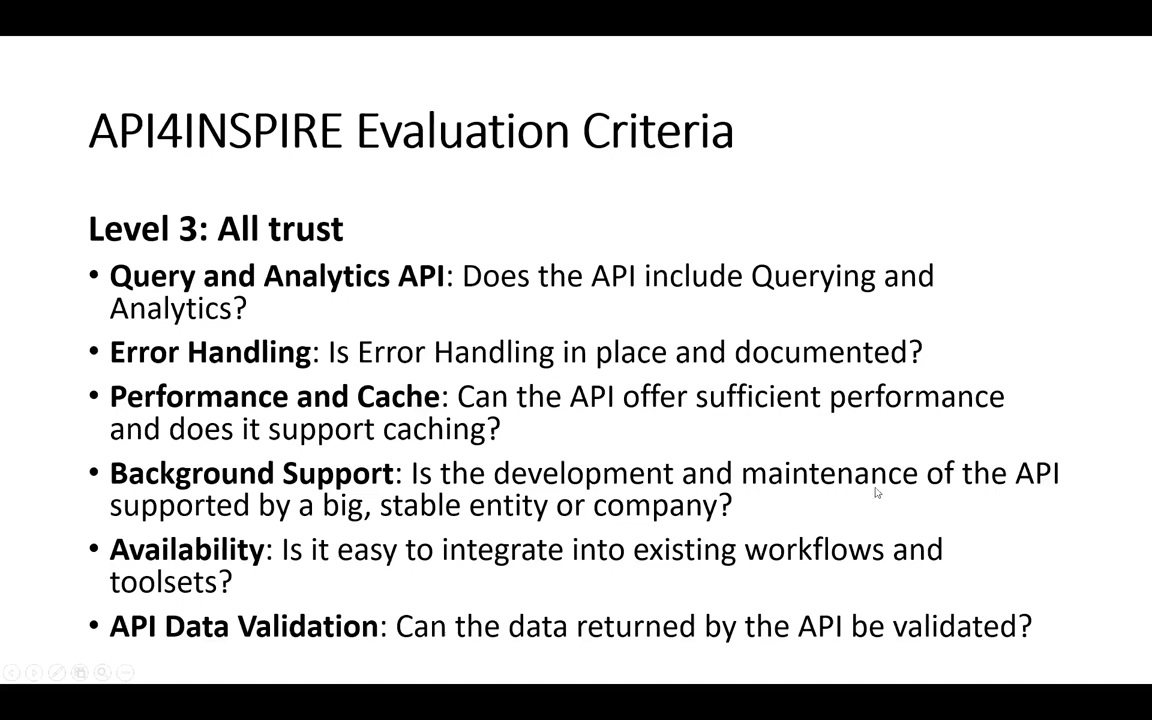 API4INSPIRE Evaluation Criteria
Level 3: All trust
• Query and Analytics API: Does the API include Querying and
Analytics?
• Error Handling: Is Error Handling in place and documented?
• Performance and Cache: Can the API offer sufficient performance
and does it support caching?
• Background Support: Is the development and maintenance of the API
supported by a big, stable entity or company?
• Availability: Is it easy to integrate into existing workflows and
toolsets?
• API Data Validation: Can the data returned by the API be validated?